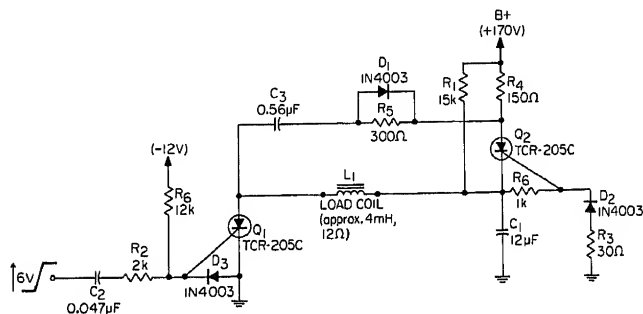 B+
(+170V)
D1
1N4003
R1
15k
R4
150Ω
C3
0.56µF
R5
300Ω
Q2
TCR-205C
(-12V)
R6
12k
L1
LOAD COIL
(approx. 4mH,
12Ω)
R6
1k
D2
1N4003
Q1
TCR-205C
C1
12µF
R3
30Ω
6V
R2
2k
D3
1N4003
C2
0.047µF